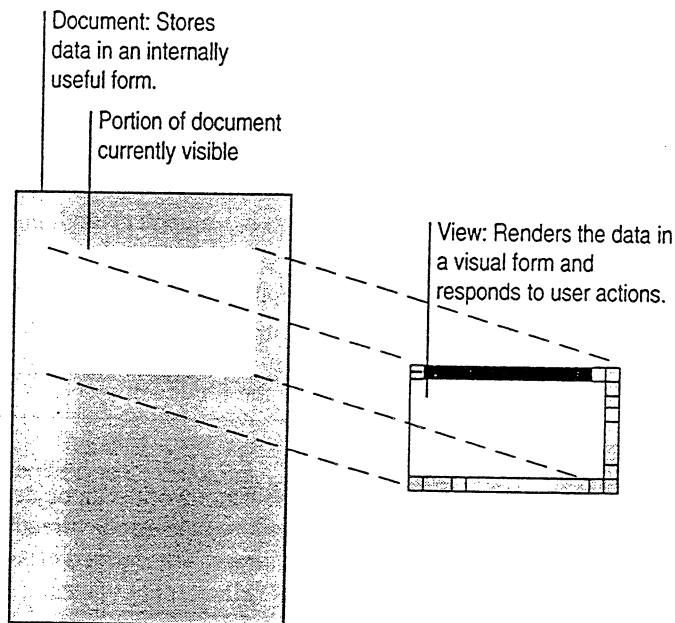 Document: Stores
data in an internally
useful form.
Portion of document
currently visible
View: Renders the data in
a visual form and
responds to user actions.